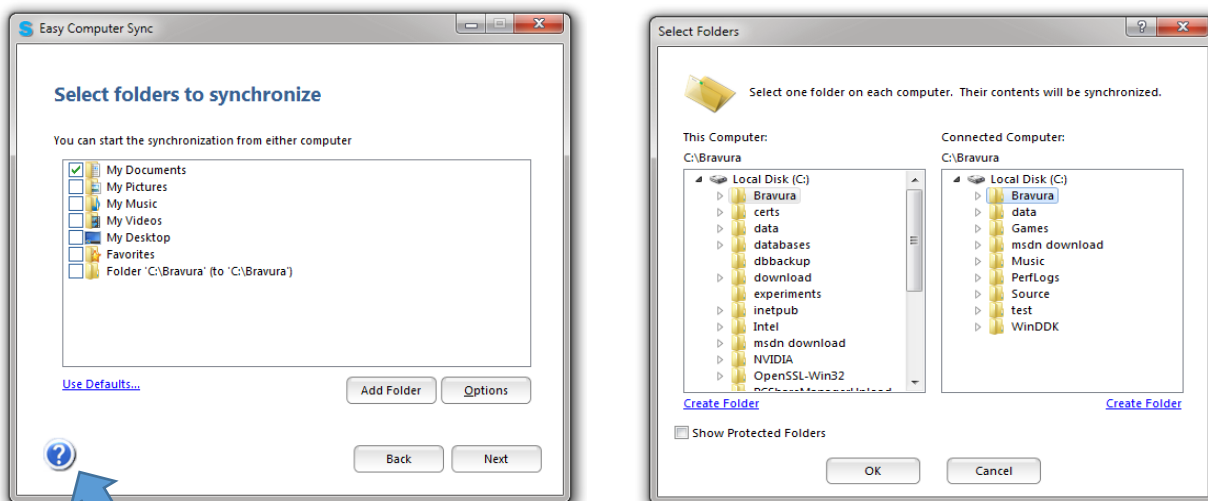 Easy Computer Sync
Select folders to synchronize
You can start the synchronization from either computer
My Documents
My Pictures
My Music
My Videos
My Desktop
Favorites
Folder 'C:\Bravura' (to 'C:\Bravura')
Use Defaults...
Add Folder
Options
Back
Next
Select Folders
Select one folder on each computer. Their contents will be synchronized.
This Computer:
C:\Bravura
Local Disk (C:)
Bravura
certs
data
databases
dbbackup
download
experiments
inetpub
Intel
msdn download
NVIDIA
OpenSSL-Win32
Create Folder
Connected Computer:
C:\Bravura
Local Disk (C:)
Bravura
data
Games
msdn download
Music
PerfLogs
Source
test
WinDDK
Create Folder
Show Protected Folders
OK
Cancel